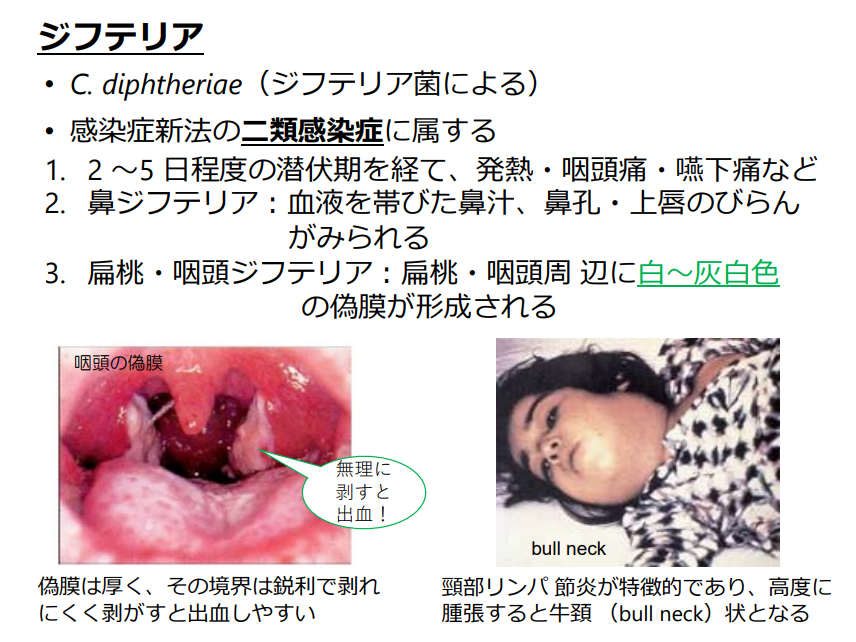 ジフテリア
• C. diphtheriae（ジフテリア菌による）
• 感染症新法の二類感染症に属する
1. 2 ～5 日程度の潜伏期を経て、発熱・咽頭痛・嚥下痛など
2. 鼻ジフテリア：血液を帯びた鼻汁、鼻孔・上唇のびらん
がみられる
3. 扁桃・咽頭ジフテリア：扁桃・咽頭周 辺に白～灰白色
の偽膜が形成される
咽頭の偽膜
無理に
剥すと
出血！
偽膜は厚く、その境界は鋭利で剥れ
にくく剥がすと出血しやすい
bull neck
頸部リンパ 節炎が特徴的であり、高度に
腫張すると牛頚 （bull neck）状となる